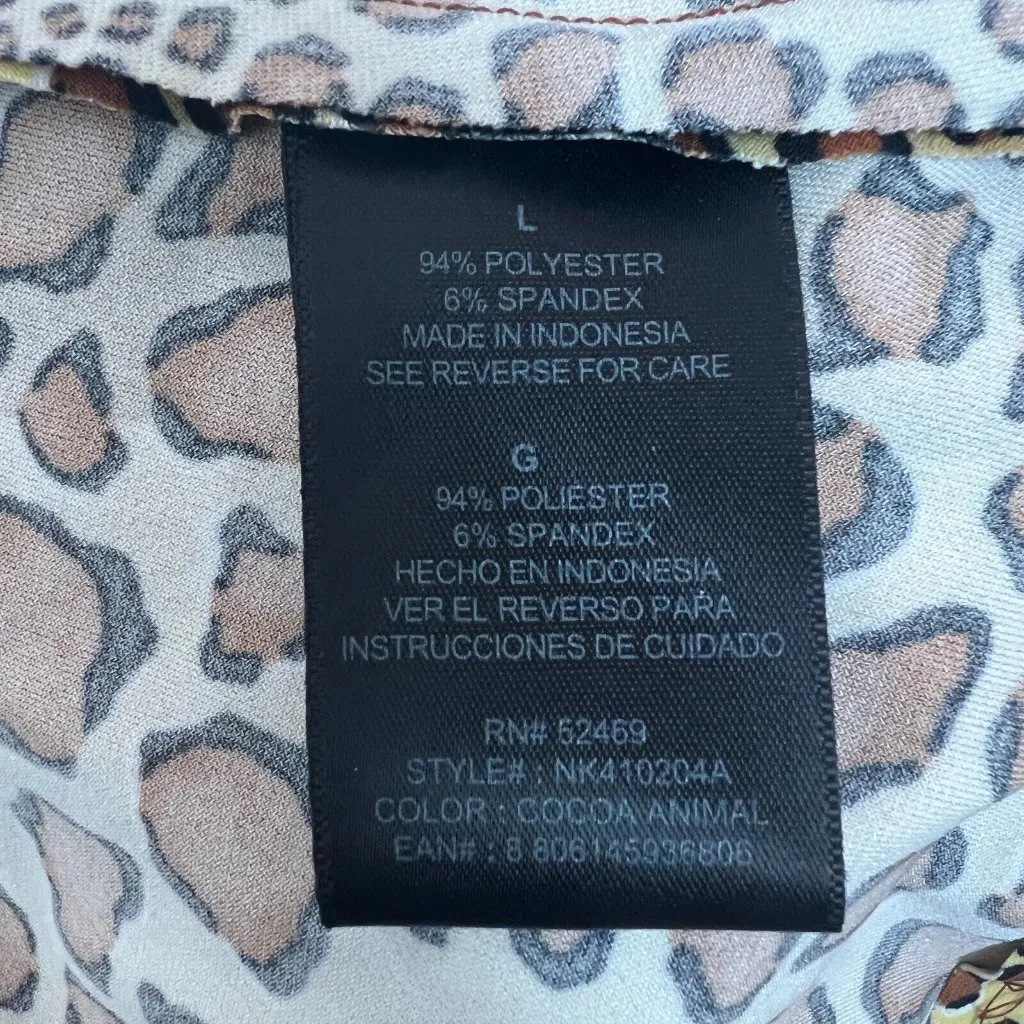 L
94% POLYESTER
6% SPANDEX
MADE IN INDONESIA
SEE REVERSE FOR CARE
G
94% POLIESTER
6% SPANDEX
HECHO EN INDONESIA
VER EL REVERSO PARA
INSTRUCCIONES DE CUIDADO
RN# 52469
STYLE# : NK410204A
COLOR : COCOA ANIMAL
EAN# : 8 806145936806